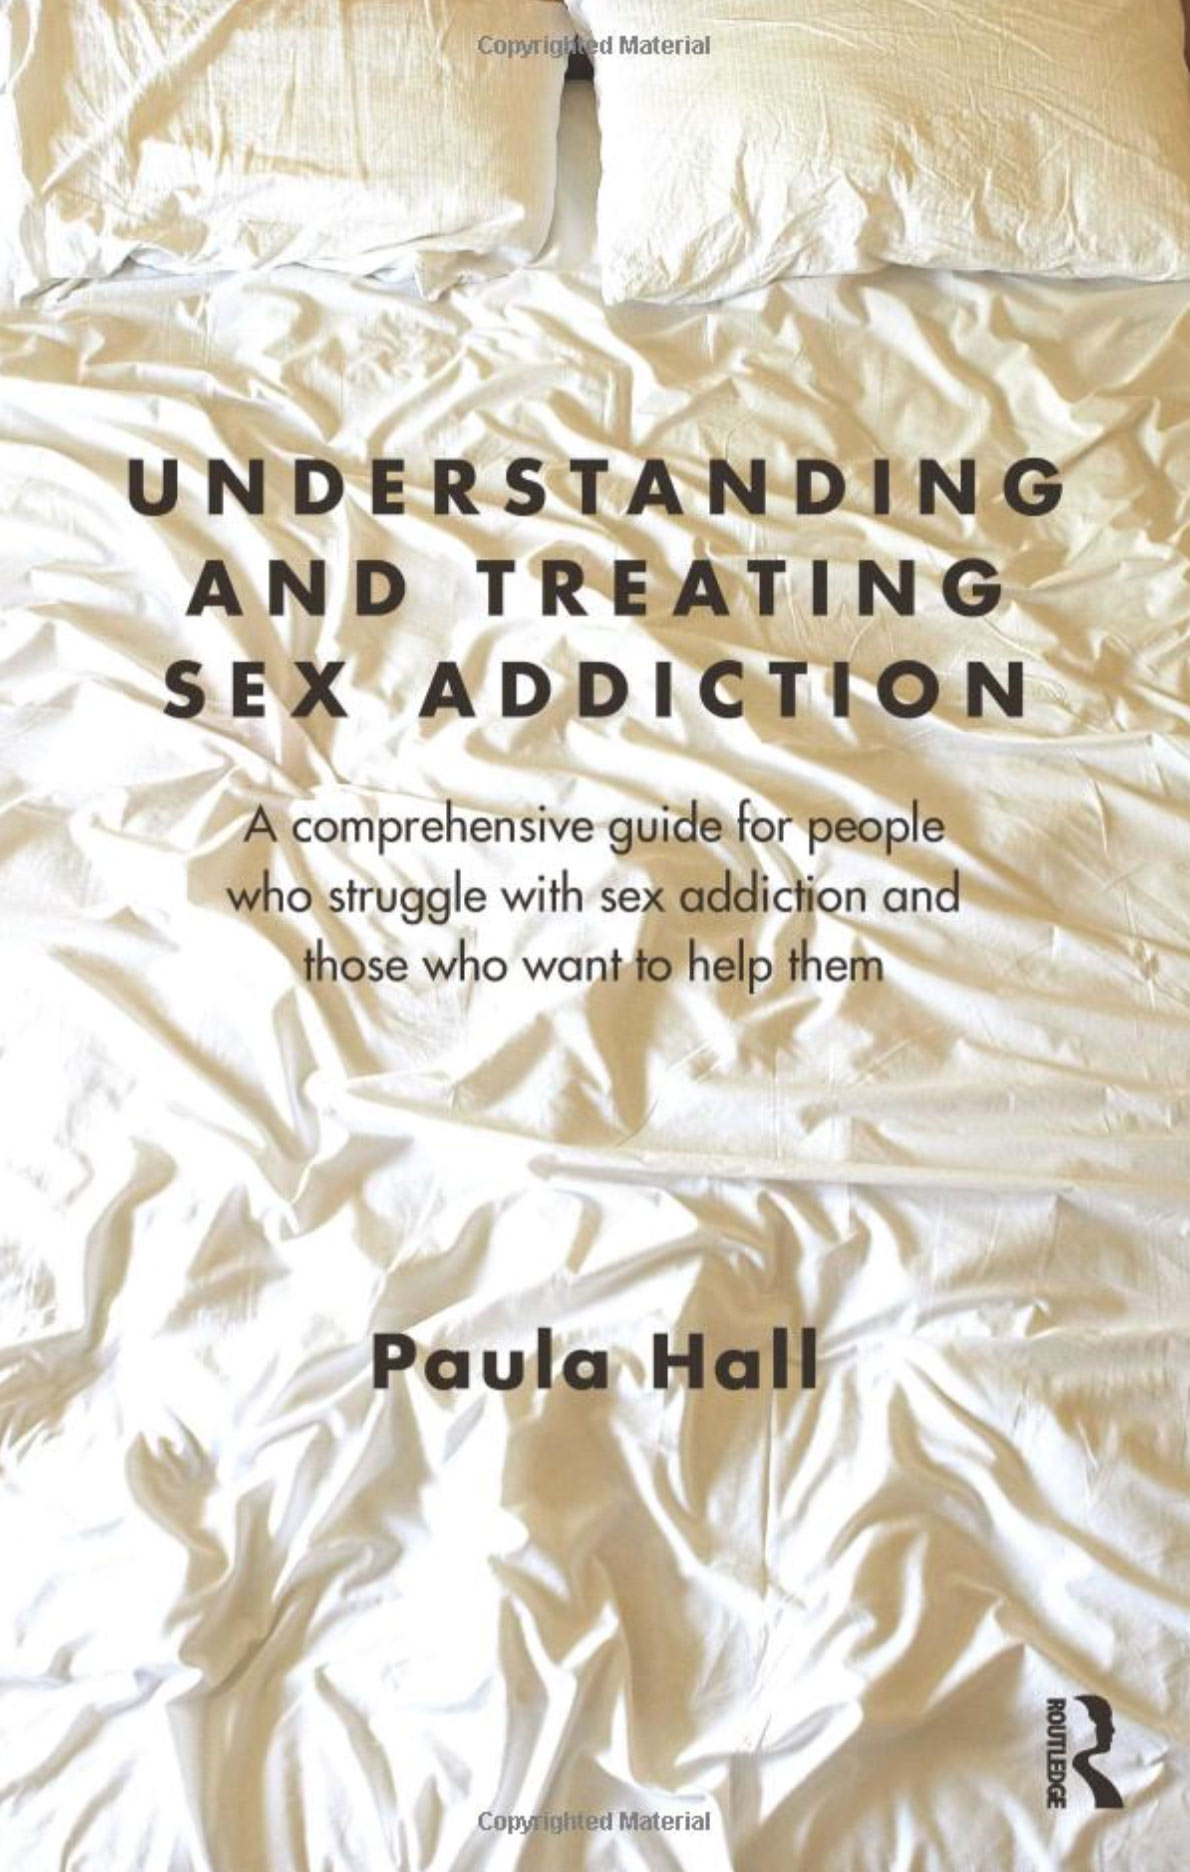 Copyrighted Material
UNDERSTANDING
AND TREATING
SEX ADDICTION
A comprehensive guide for people
who struggle with sex addiction and
those who want to help them
Paula Hall
ROUTLEDGE
Copyrighted Material